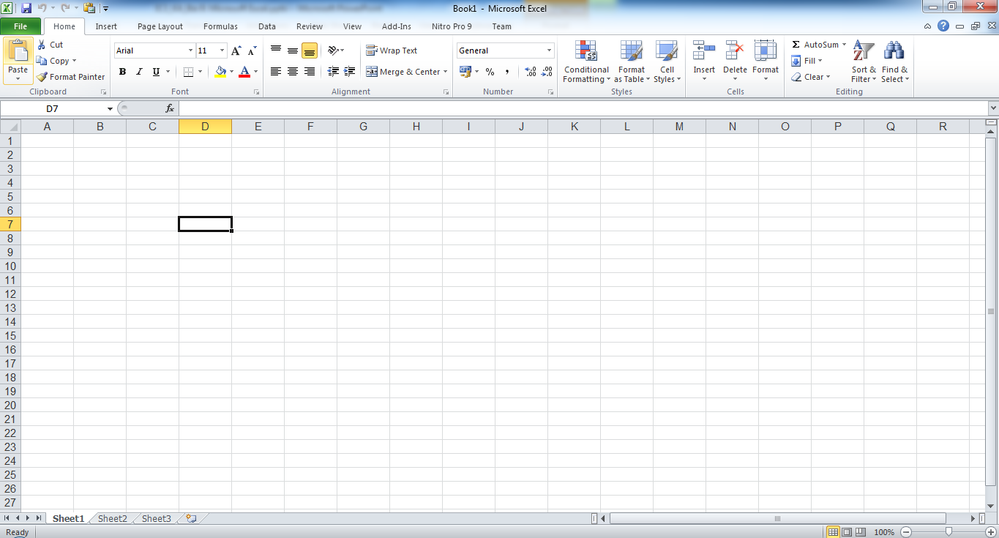 Book1 - Microsoft Excel
File Home Insert Page Layout Formulas Data Review View Add-Ins Nitro Pro 9 Team
Paste
Cut
Copy
Format Painter
Clipboard
Arial 11 A A
B I U A
Font
Wrap Text
Merge & Center
Alignment
General
% , .0 .00 .00 .0
Number
Conditional Formatting
Format as Table
Cell Styles
Styles
Insert Delete Format
Cells
Σ AutoSum
Fill
Clear
Sort & Filter
Find & Select
Editing
D7 fx
A B C D E F G H I J K L M N O P Q R
1
2
3
4
5
6
7
8
9
10
11
12
13
14
15
16
17
18
19
20
21
22
23
24
25
26
27
Sheet1 Sheet2 Sheet3
Ready 100%